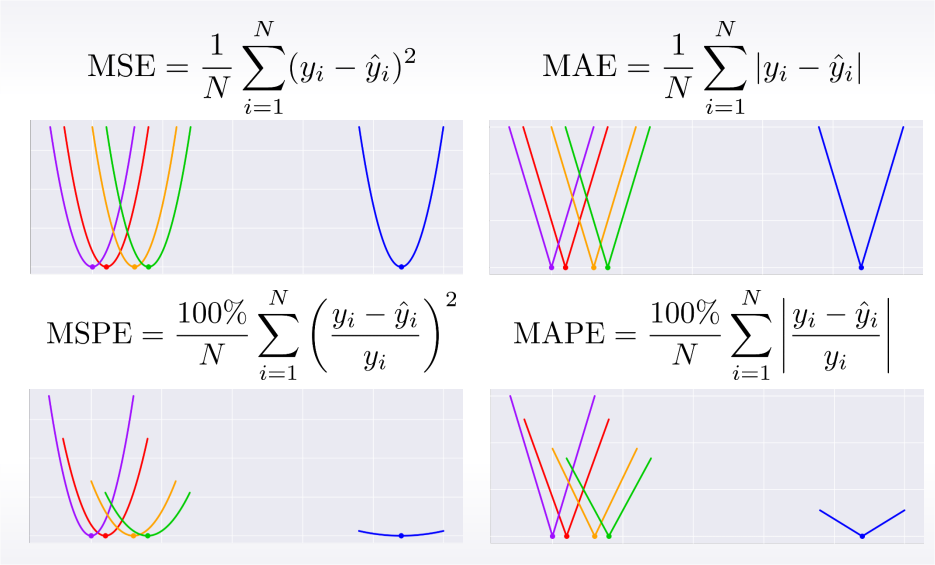 MSE = \frac{1}{N} \sum_{i=1}^{N} (y_i - \hat{y}_i)^2
MAE = \frac{1}{N} \sum_{i=1}^{N} |y_i - \hat{y}_i|
MSPE = \frac{100\%}{N} \sum_{i=1}^{N} \left( \frac{y_i - \hat{y}_i}{y_i} \right)^2
MAPE = \frac{100\%}{N} \sum_{i=1}^{N} \left| \frac{y_i - \hat{y}_i}{y_i} \right|